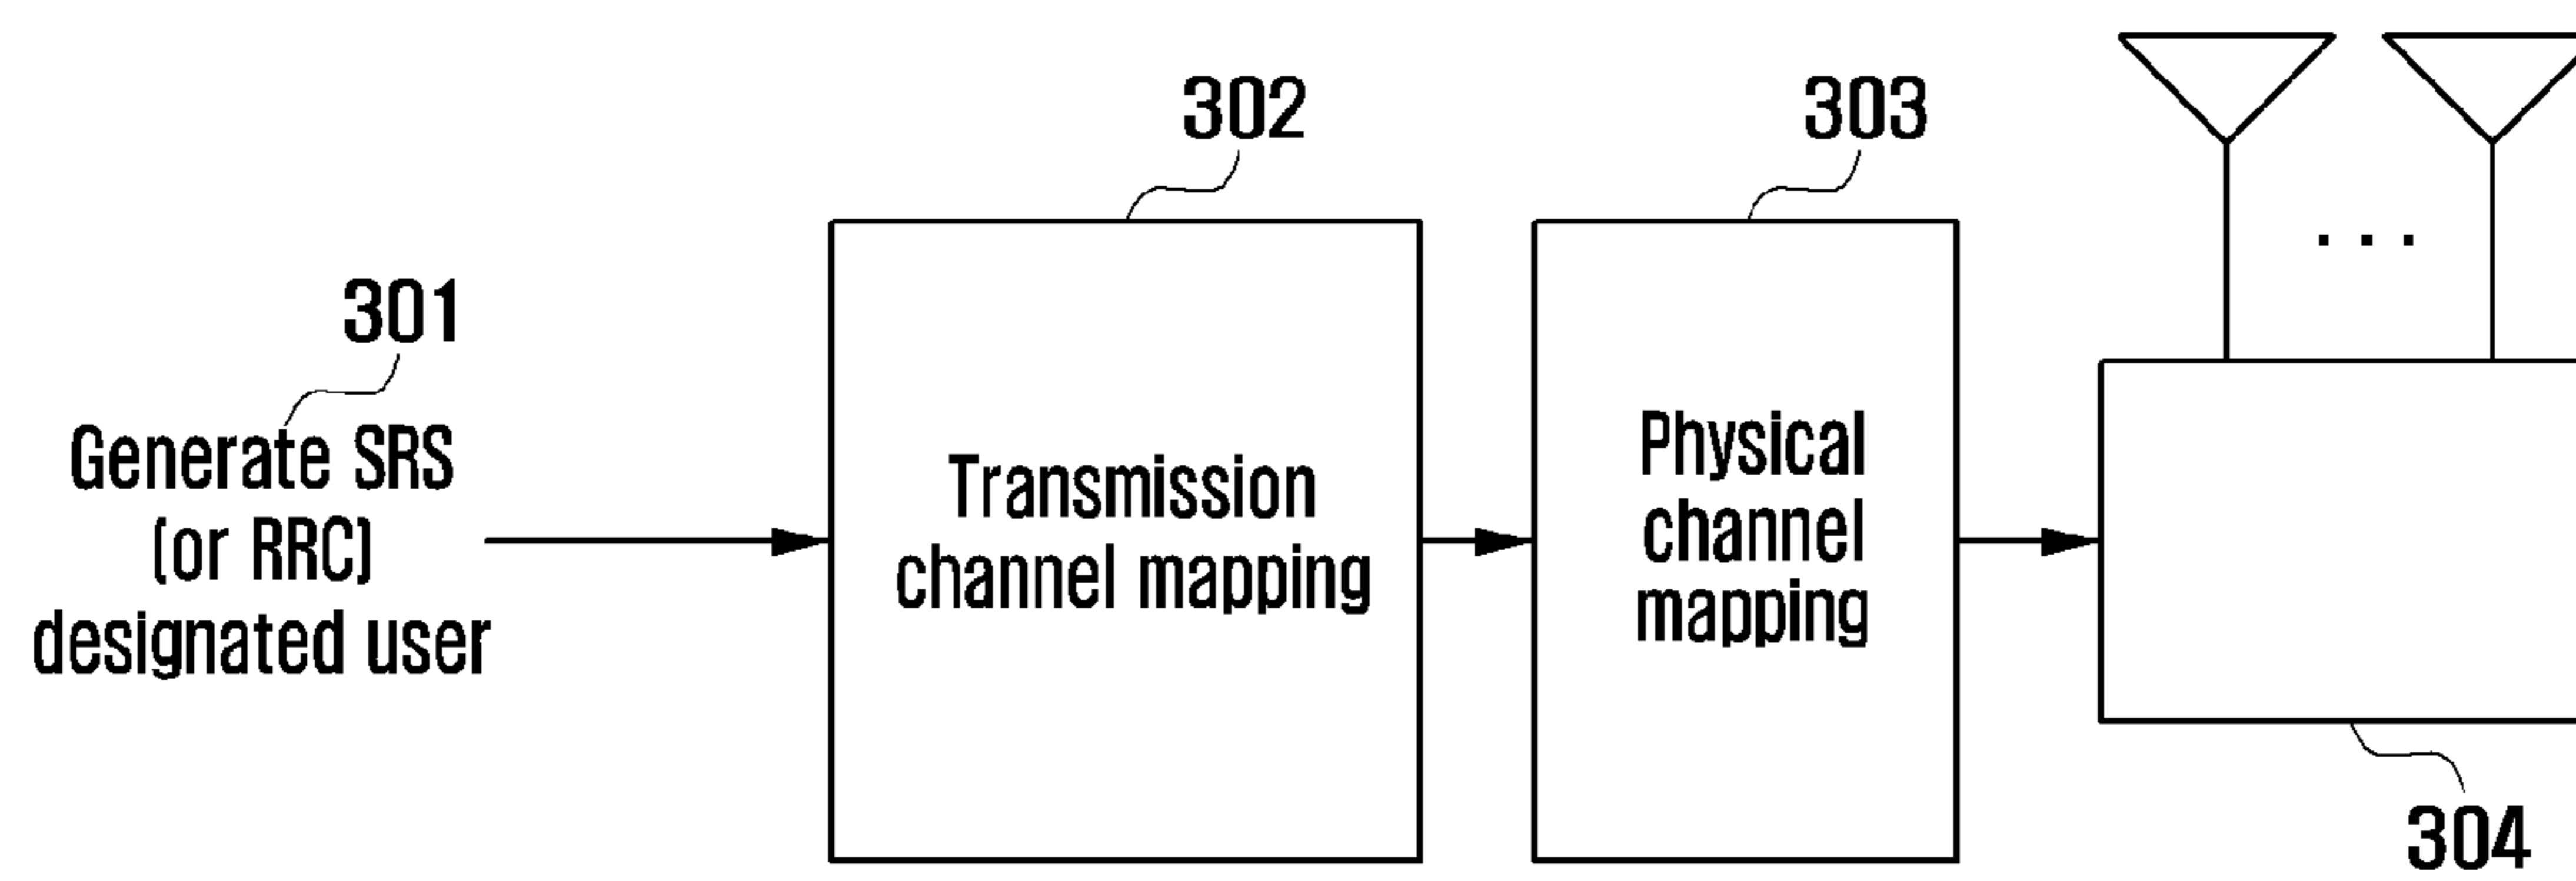 301
Generate SRS
(or RRC)
designated user
302
Transmission
channel mapping
303
Physical
channel
mapping
. . .
304